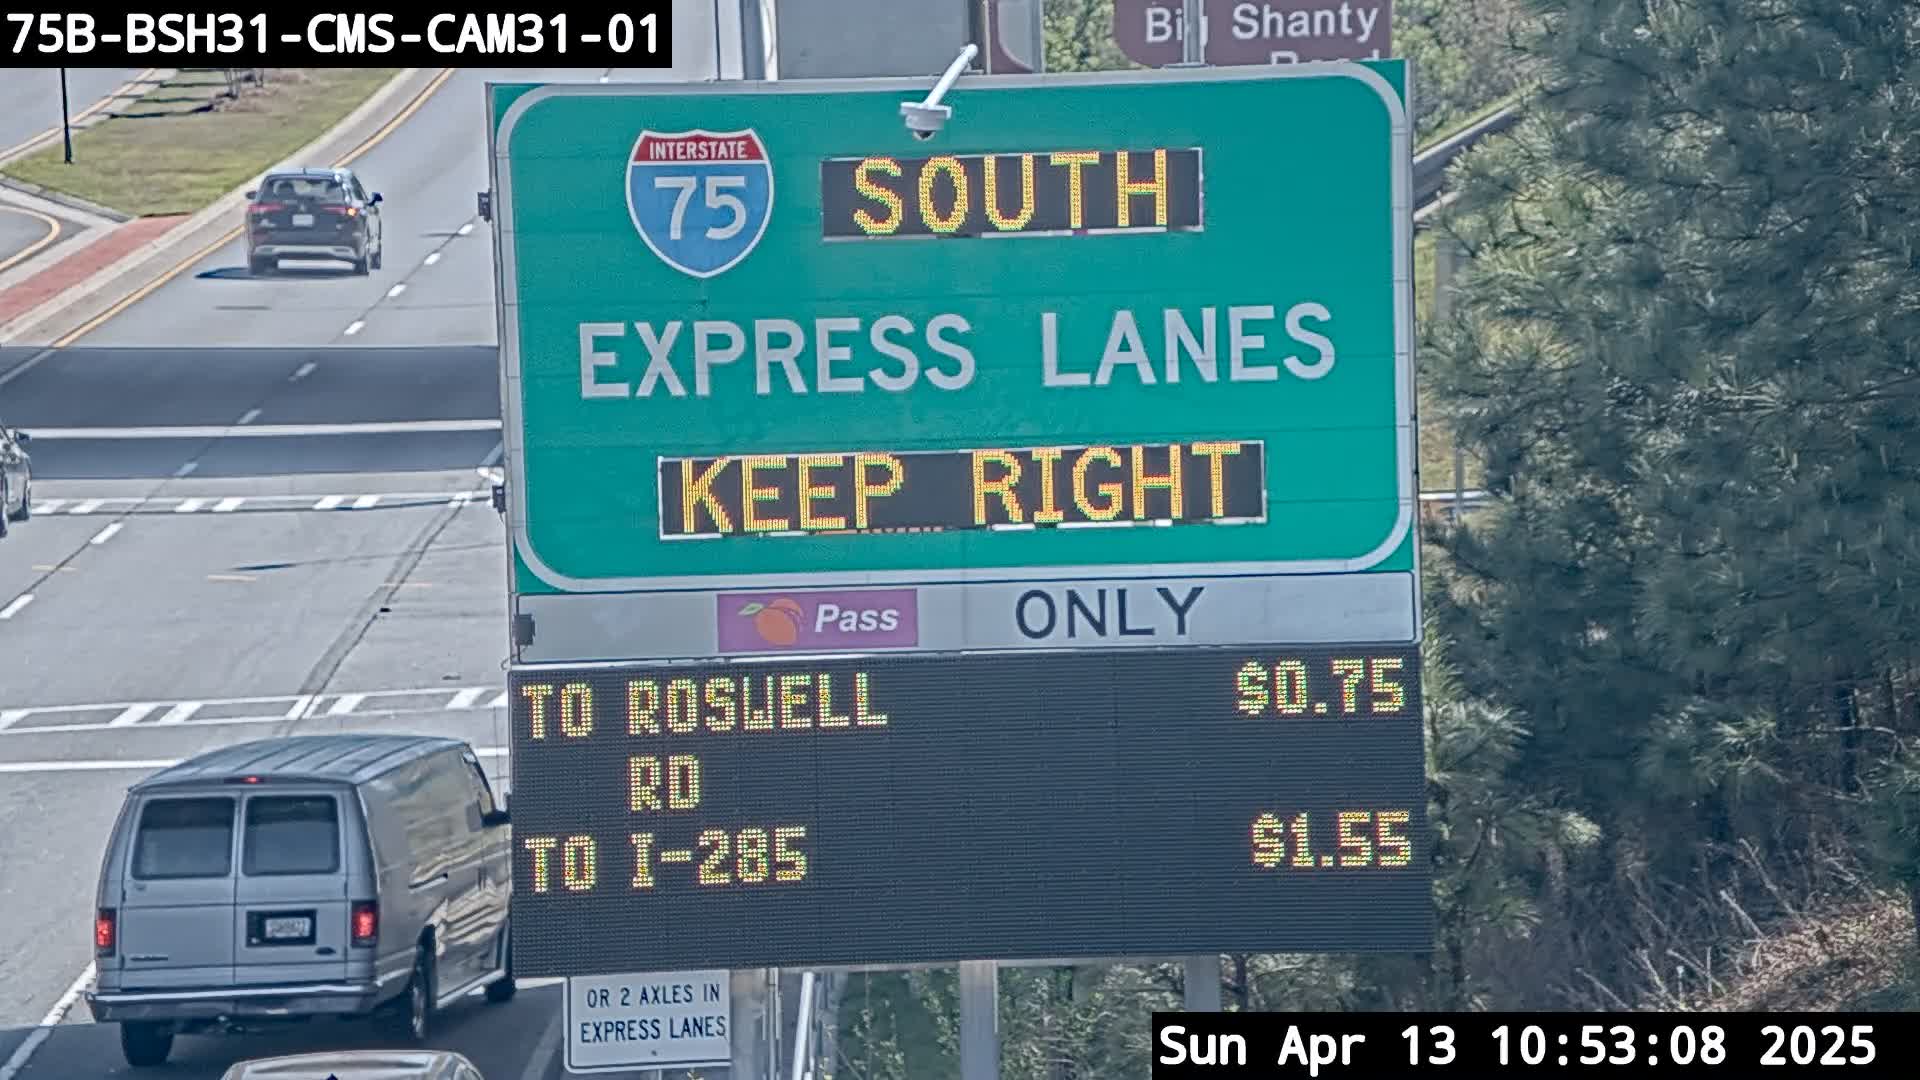 75B-BSH31-CMS-CAM31-01
Big Shanty
Road
INTERSTATE
75
SOUTH
EXPRESS LANES
KEEP RIGHT
Pass
ONLY
TO ROSWELL $0.75
RD
TO I-285 $1.55
OR 2 AXLES IN
EXPRESS LANES
Sun Apr 13 10:53:08 2025